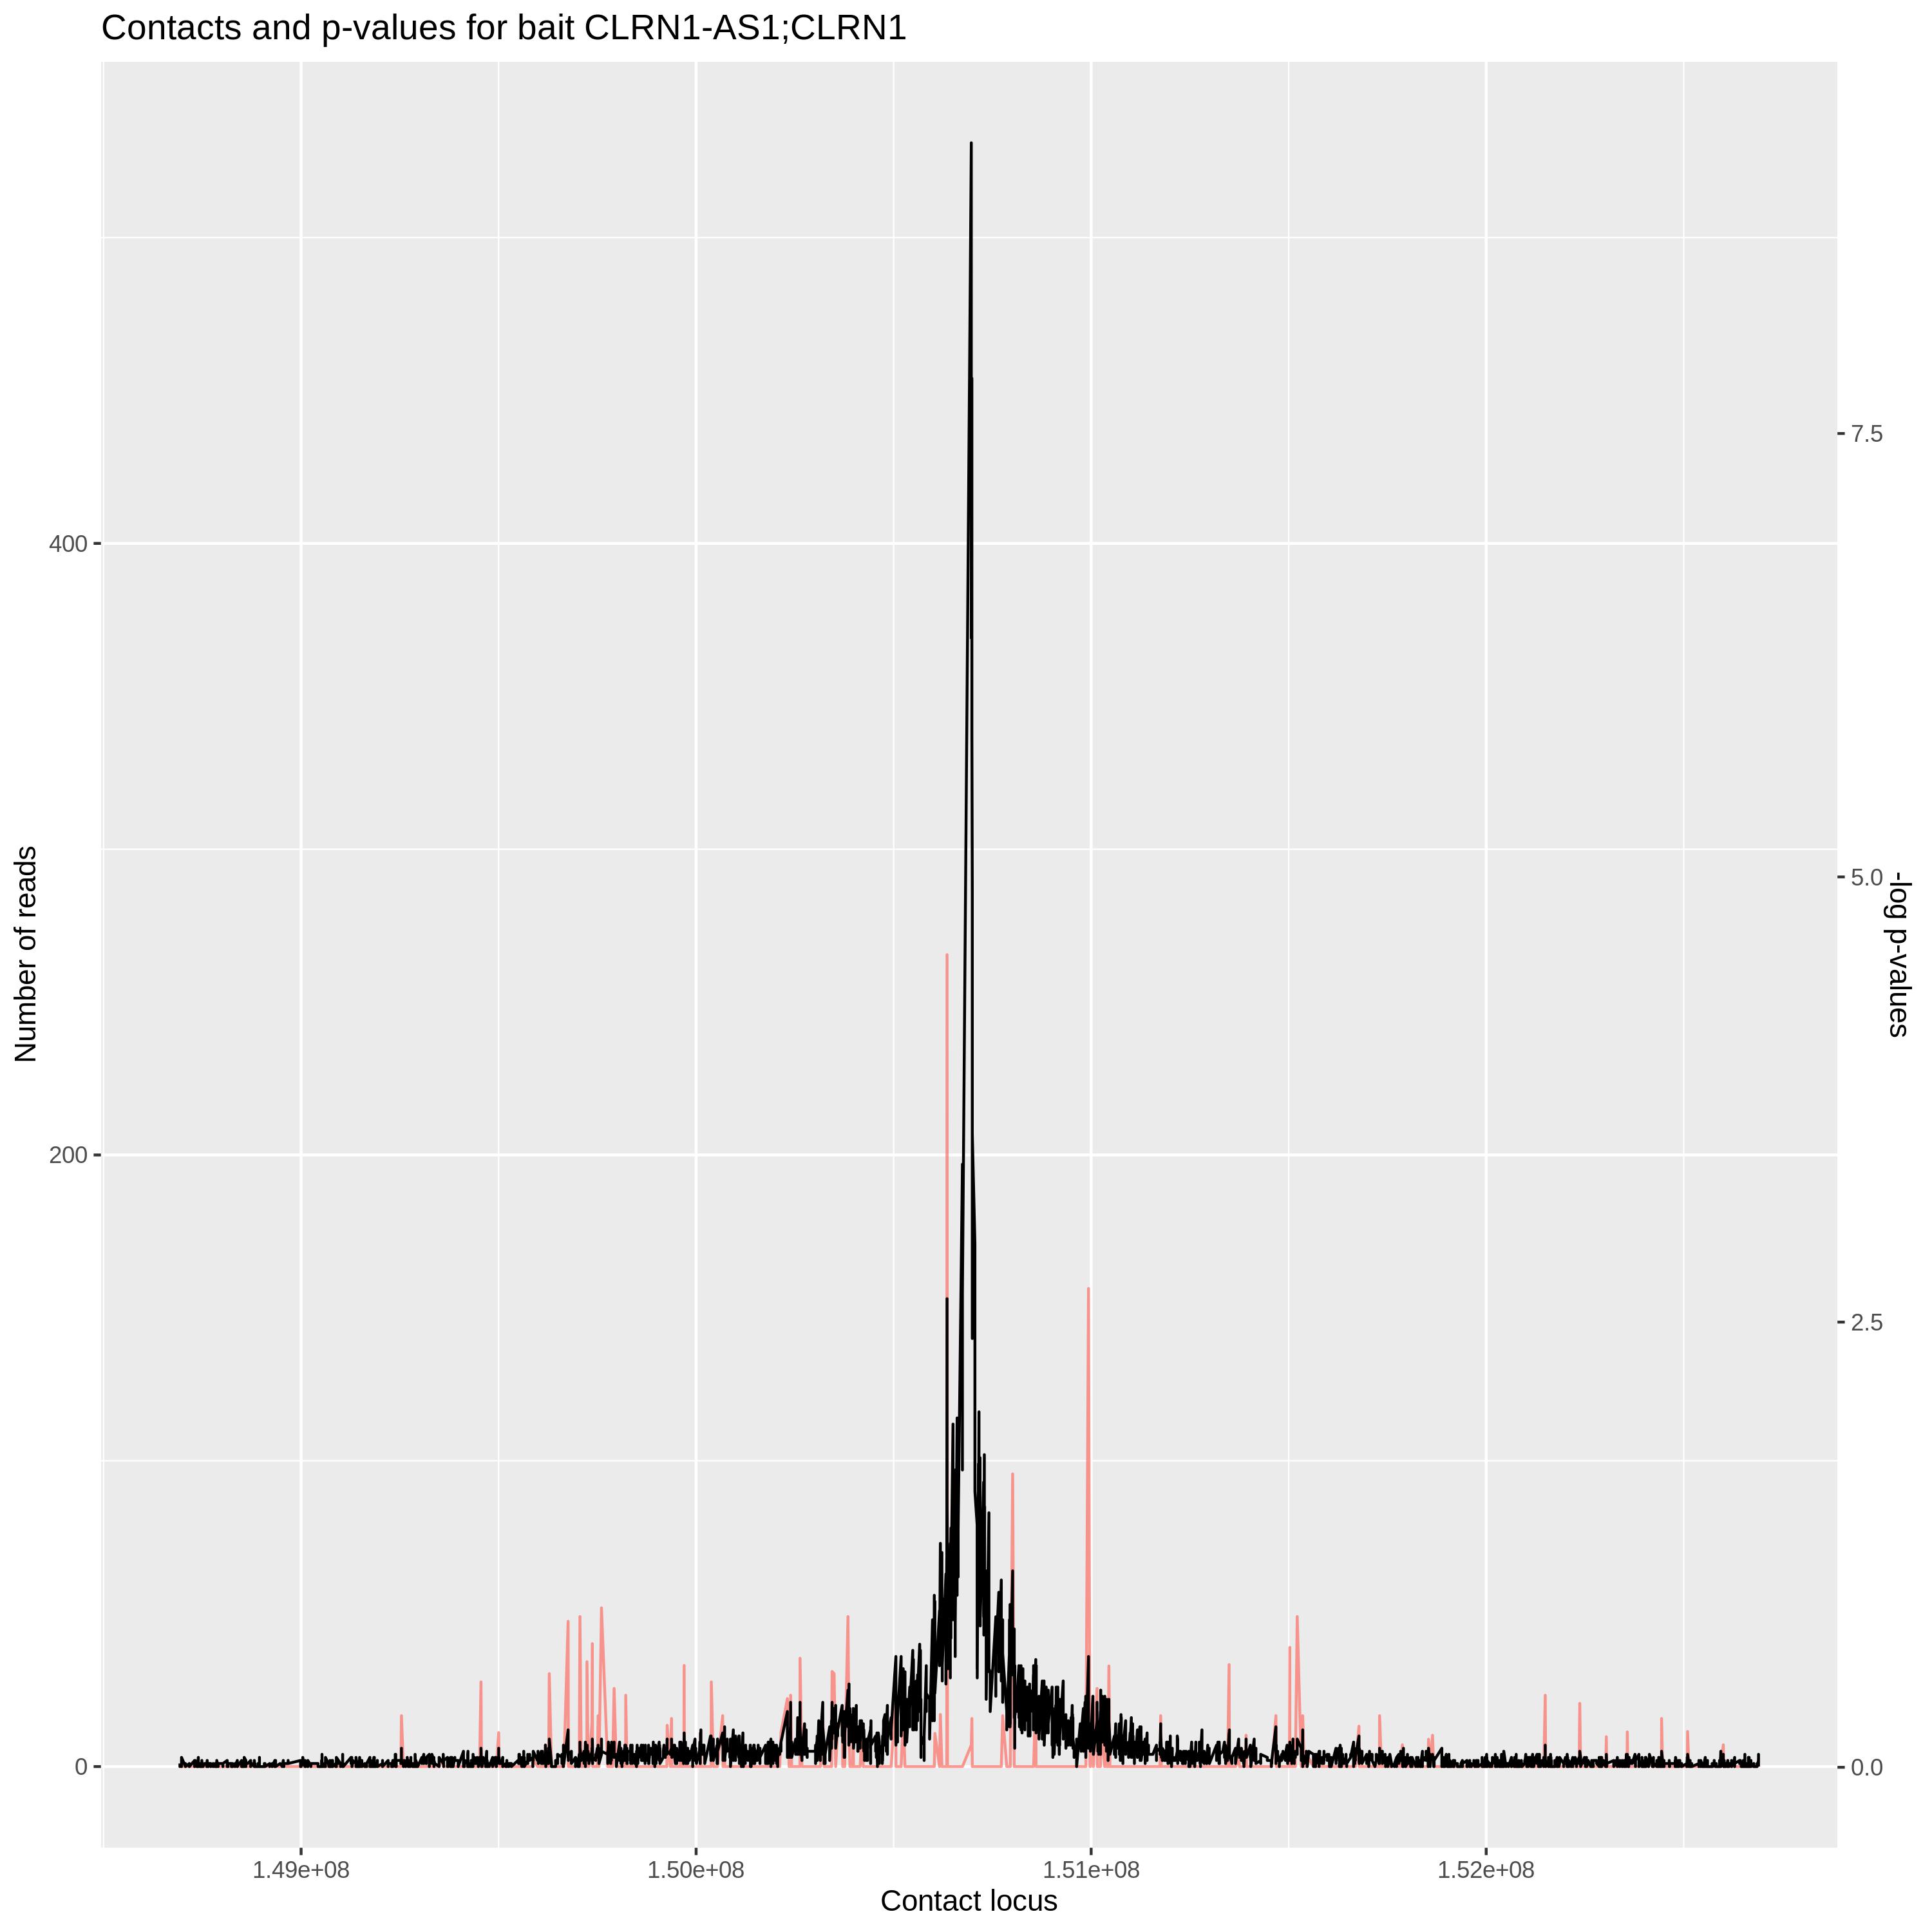 Contacts and p-values for bait CLRN1-AS1;CLRN1
Number of reads
400
200
0
7.5
5.0
2.5
0.0
-log p-values
1.49e+08
1.50e+08
1.51e+08
1.52e+08
Contact locus